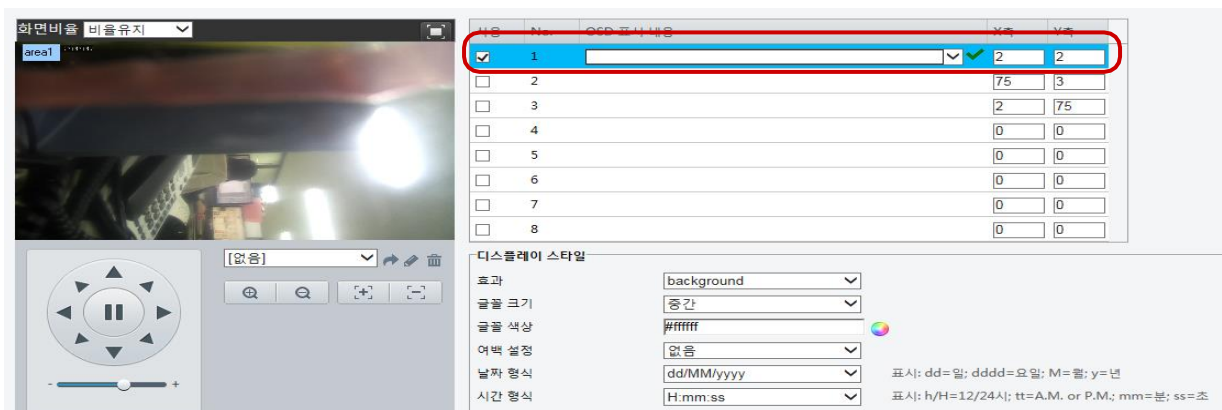 화면비율 비율유지
area1
사용 No. OSD 표시 내용 X축 Y축
1 2 2
2 75 3
3 2 75
4 0 0
5 0 0
6 0 0
7 0 0
8 0 0
[없음]
디스플레이 스타일
효과 background
글꼴 크기 중간
글꼴 색상 #ffffff
여백 설정 없음
날짜 형식 dd/MM/yyyy 표시: dd=일; dddd=요일; M=월; y=년
시간 형식 H:mm:ss 표시: h/H=12/24시; tt=A.M. or P.M.; mm=분; ss=초
- +